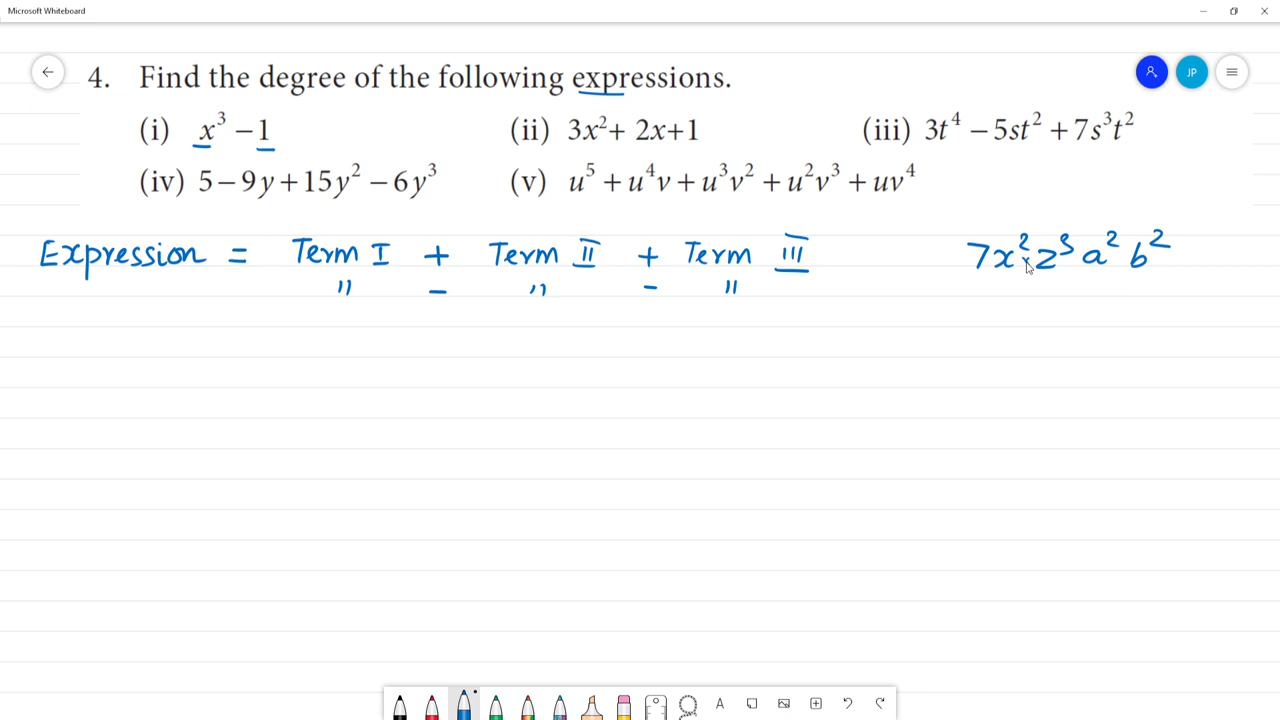 Microsoft Whiteboard
4. Find the degree of the following expressions.
JP
(i) x³ − 1 (ii) 3x² + 2x + 1 (iii) 3t⁴ − 5st² + 7s³t²
(iv) 5 − 9y + 15y² − 6y³ (v) u⁵ + u⁴v + u³v² + u²v³ + uv⁴
Expression = Term I + Term II + Term III 7x²z³a²b²
" − " − "
A